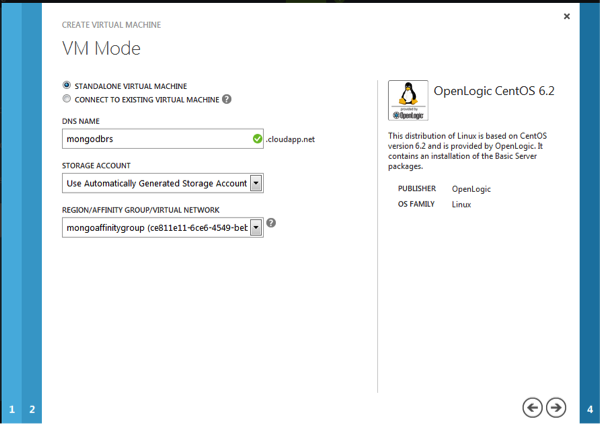 CREATE VIRTUAL MACHINE
VM Mode
STANDALONE VIRTUAL MACHINE
CONNECT TO EXISTING VIRTUAL MACHINE ?
DNS NAME
mongodbrs
.cloudapp.net
STORAGE ACCOUNT
Use Automatically Generated Storage Account
REGION/AFFINITY GROUP/VIRTUAL NETWORK
mongoaffinitygroup (ce811e11-6ce6-4549-beb
?
Linux
provided by
OpenLogic
OpenLogic CentOS 6.2
This distribution of Linux is based on CentOS
version 6.2 and is provided by OpenLogic. It
contains an installation of the Basic Server
packages.
PUBLISHER OpenLogic
OS FAMILY Linux
1 2
4